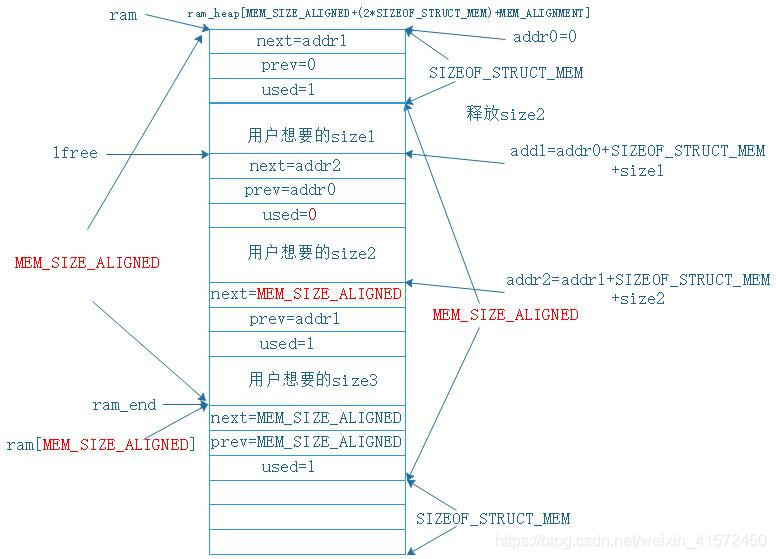 ram_heap[MEM_SIZE_ALIGNED+(2*SIZEOF_STRUCT_MEM)+MEM_ALIGNMENT]
ram
addr0=0
next=addr1
prev=0
SIZEOF_STRUCT_MEM
used=1
释放size2
用户想要的size1
lfree
add1=addr0+SIZEOF_STRUCT_MEM
+size1
next=addr2
prev=addr0
used=0
用户想要的size2
MEM_SIZE_ALIGNED
addr2=addr1+SIZEOF_STRUCT_MEM
+size2
next=MEM_SIZE_ALIGNED
prev=addr1
MEM_SIZE_ALIGNED
used=1
用户想要的size3
ram_end
next=MEM_SIZE_ALIGNED
ram[MEM_SIZE_ALIGNED]
prev=MEM_SIZE_ALIGNED
used=1
SIZEOF_STRUCT_MEM
https://blog.csdn.net/weixin_41572450